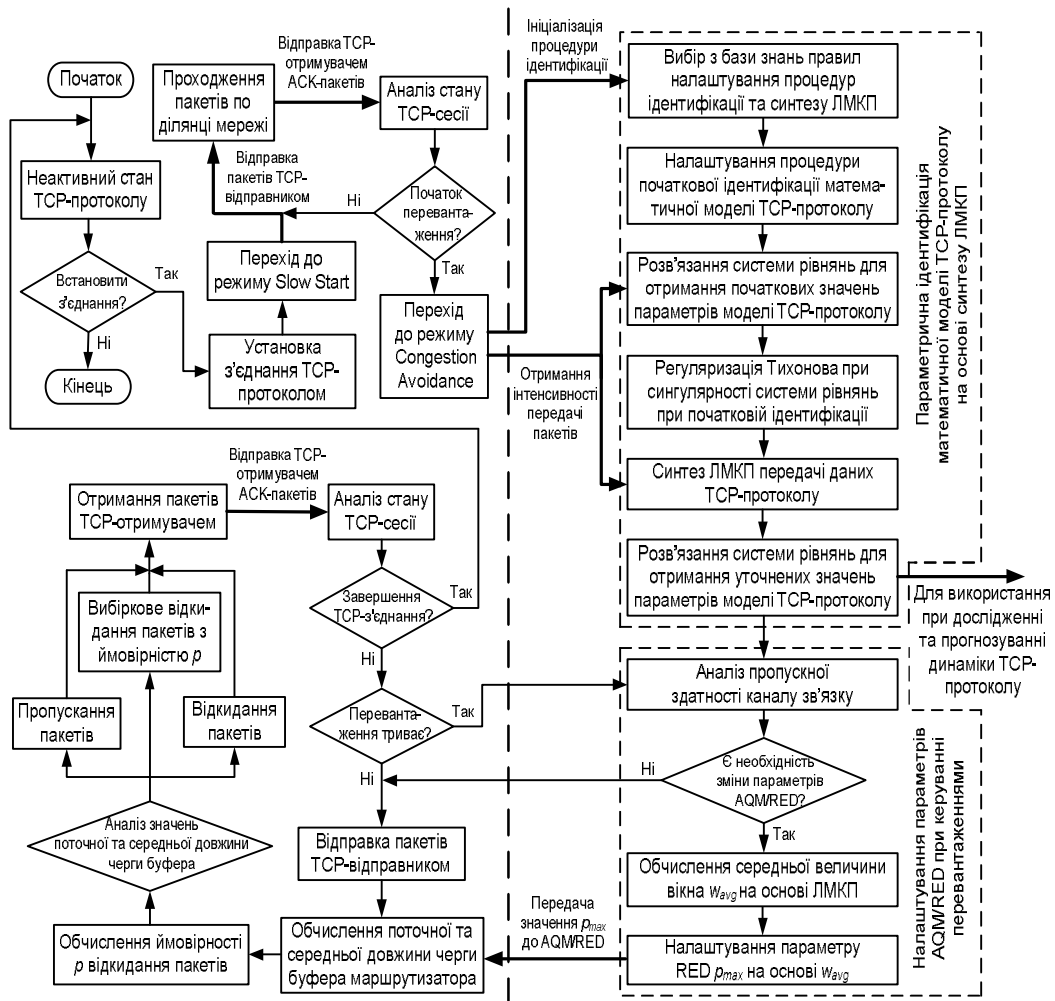 Початок
Неактивний стан
TCP-протоколу
Встановити
з'єднання?
Так
Ні
Кінець
Проходження
пакетів по
ділянці мережі
Відправка TCP-
отримувачем
ACK-пакетів
Аналіз стану
TCP-сесії
Відправка
пакетів TCP-
відправником
Ні
Початок
переванта-
ження?
Так
Перехід до
режиму Slow Start
Установка
з'єднання TCP-
протоколом
Перехід
до режиму
Congestion
Avoidance
Ініціалізація
процедури
ідентифікації
Отримання
інтенсивності
передачі
пакетів
Вибір з бази знань правил
налаштування процедур
ідентифікації та синтезу ЛМКП
Налаштування процедури
початкової ідентифікації матема-
тичної моделі TCP-протоколу
Розв'язання системи рівнянь для
отримання початкових значень
параметрів моделі TCP-протоколу
Регуляризація Тихонова при
сингулярності системи рівнянь
при початковій ідентифікації
Синтез ЛМКП передачі даних
TCP-протоколу
Розв'язання системи рівнянь для
отримання уточнених значень
параметрів моделі TCP-протоколу
Параметрична ідентифікація
математичної моделі TCP-протоколу
на основі синтезу ЛМКП
Для використання
при дослідженні
та прогнозуванні
динаміки TCP-
протоколу
Отримання пакетів
TCP-отримувачем
Відправка TCP-
отримувачем
ACK-пакетів
Аналіз стану
TCP-сесії
Завершення
TCP-з'єднання?
Так
Ні
Переванта-
ження триває?
Так
Ні
Вибіркове відки-
дання пакетів з
ймовірністю p
Пропускання
пакетів
Відкидання
пакетів
Аналіз значень
поточної та середньої довжини
черги буфера
Обчислення ймовірності
p відкидання пакетів
Відправка пакетів
TCP-відправником
Обчислення поточної та
середньої довжини черги
буфера маршрутизатора
Передача
значення pmax
до AQM/RED
Аналіз пропускної
здатності каналу зв'язку
Є необхідність
зміни параметрів
AQM/RED?
Ні
Так
Обчислення середньої величини
вікна wavg на основі ЛМКП
Налаштування параметру
RED pmax на основі wavg
Налаштування параметрів
AQM/RED при керуванні
перевантаженнями